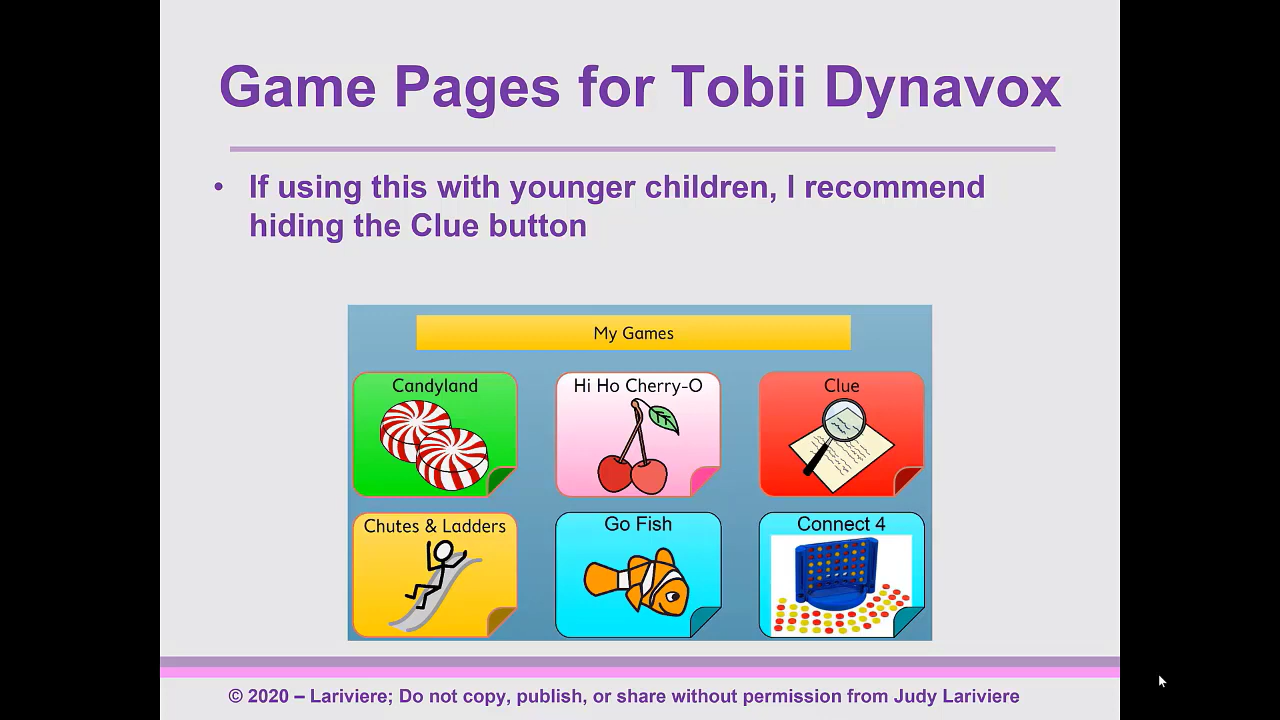 Game Pages for Tobii Dynavox
• If using this with younger children, I recommend
hiding the Clue button
My Games
Candyland
Hi Ho Cherry-O
Clue
Chutes & Ladders
Go Fish
Connect 4
© 2020 – Lariviere; Do not copy, publish, or share without permission from Judy Lariviere